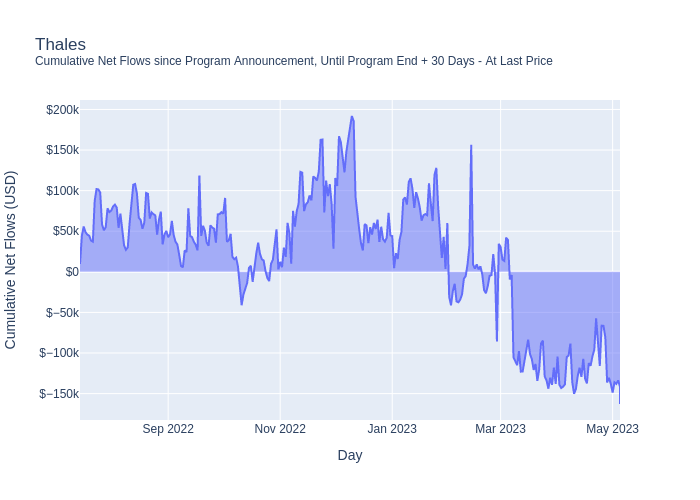 Thales
Cumulative Net Flows since Program Announcement, Until Program End + 30 Days - At Last Price
$200k
$150k
$100k
$50k
$0
$−50k
$−100k
$−150k
Cumulative Net Flows (USD)
Sep 2022
Nov 2022
Jan 2023
Mar 2023
May 2023
Day